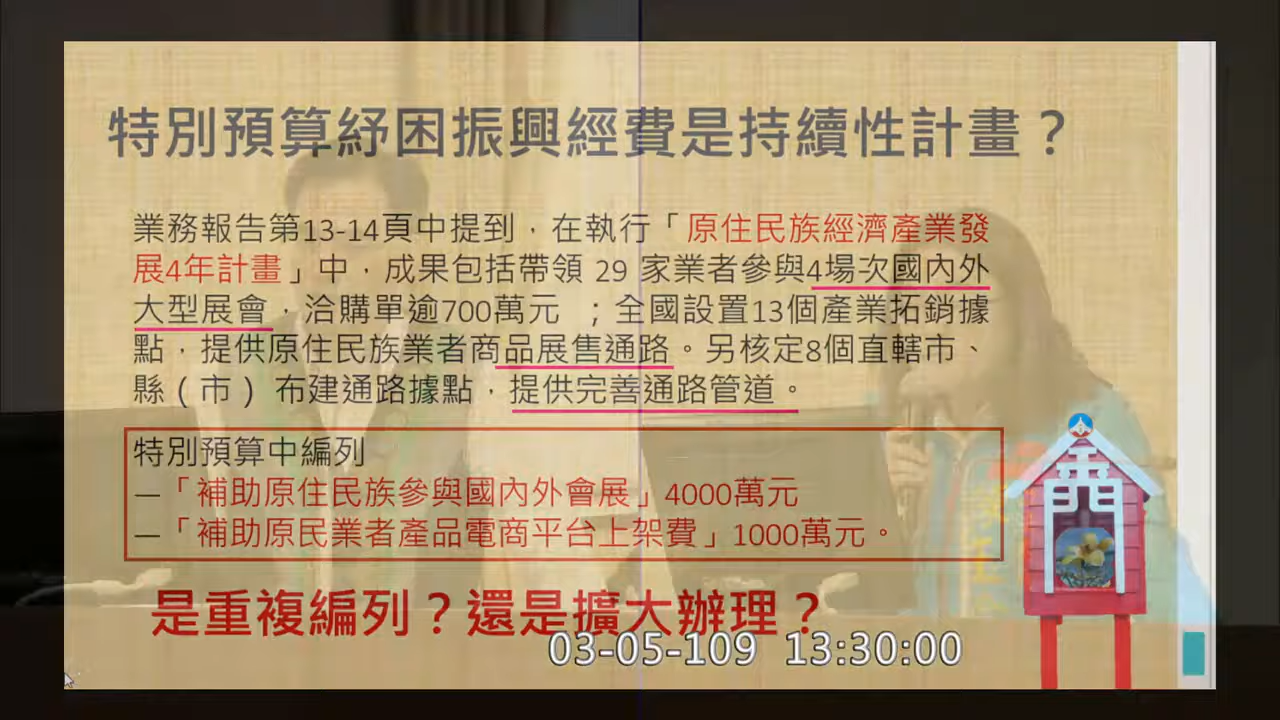 特別預算紓困振興經費是持續性計畫？
業務報告第13-14頁中提到，在執行「原住民族經濟產業發
展4年計畫」中，成果包括帶領 29 家業者參與4場次國內外
大型展會，洽購單逾700萬元 ；全國設置13個產業拓銷據
點，提供原住民族業者商品展售通路。另核定8個直轄市、
縣（市） 布建通路據點，提供完善通路管道。
特別預算中編列
—「補助原住民族參與國內外會展」4000萬元
—「補助原民業者產品電商平台上架費」1000萬元。
是重複編列？還是擴大辦理？
03-05-109 13:30:00